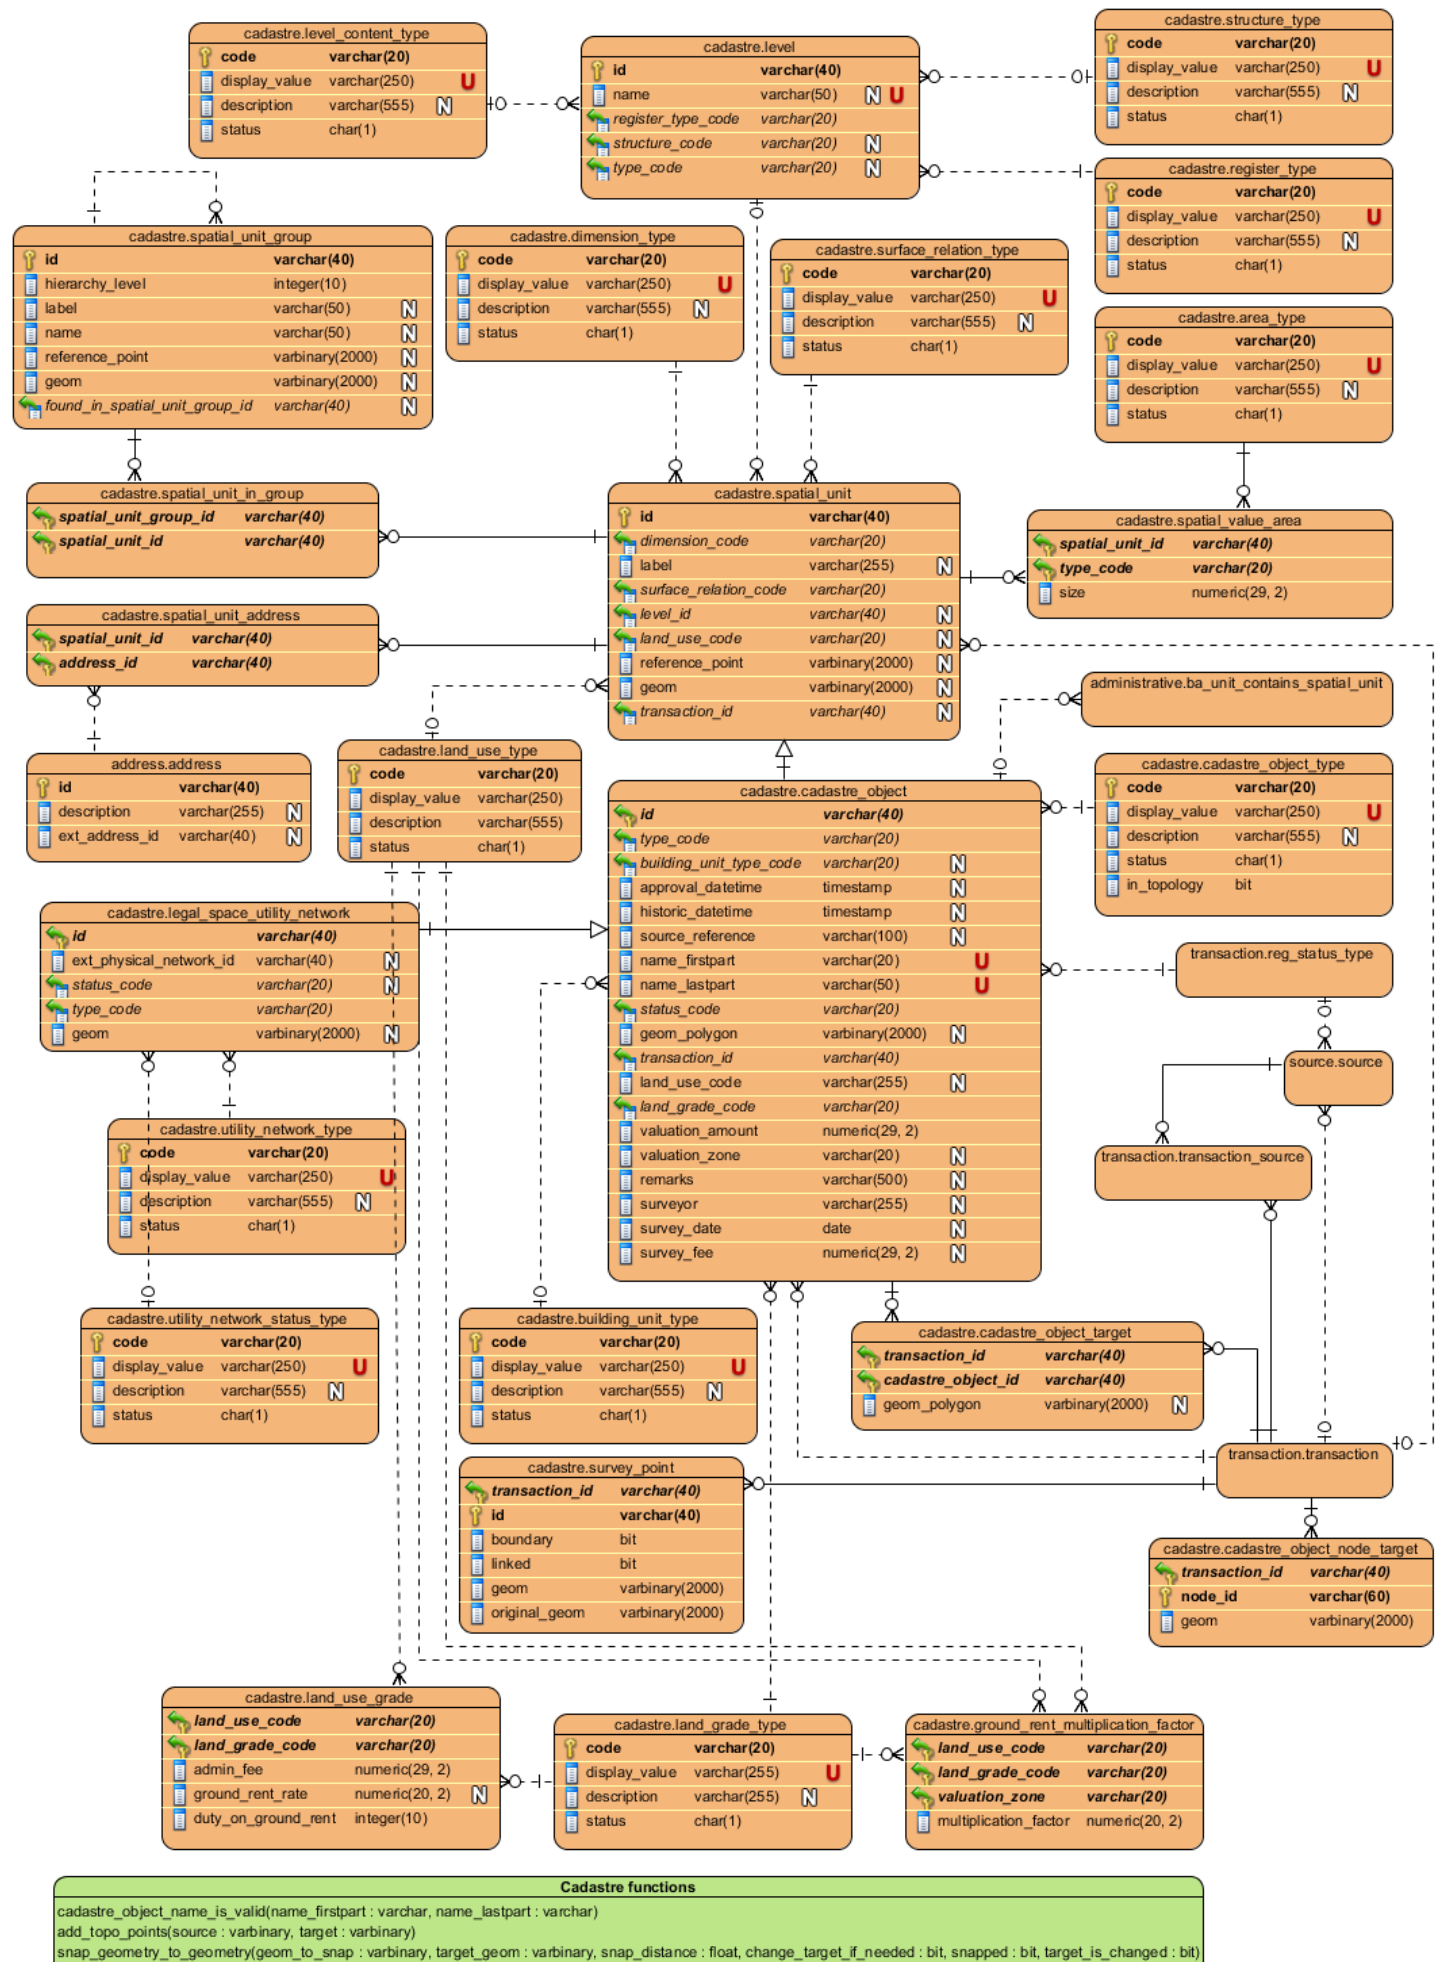 cadastre.level_content_type
code varchar(20)
display_value varchar(250) U
description varchar(555) N
status char(1)
cadastre.level
id varchar(40)
name varchar(50) N U
register_type_code varchar(20)
structure_code varchar(20) N
type_code varchar(20) N
cadastre.structure_type
code varchar(20)
display_value varchar(250) U
description varchar(555) N
status char(1)
cadastre.register_type
code varchar(20)
display_value varchar(250) U
description varchar(555) N
status char(1)
cadastre.spatial_unit_group
id varchar(40)
hierarchy_level integer(10)
label varchar(50) N
name varchar(50) N
reference_point varbinary(2000) N
geom varbinary(2000) N
found_in_spatial_unit_group_id varchar(40) N
cadastre.dimension_type
code varchar(20)
display_value varchar(250) U
description varchar(555) N
status char(1)
cadastre.surface_relation_type
code varchar(20)
display_value varchar(250) U
description varchar(555) N
status char(1)
cadastre.area_type
code varchar(20)
display_value varchar(250) U
description varchar(555) N
status char(1)
cadastre.spatial_unit_in_group
spatial_unit_group_id varchar(40)
spatial_unit_id varchar(40)
cadastre.spatial_unit
id varchar(40)
dimension_code varchar(20)
label varchar(255) N
surface_relation_code varchar(20)
level_id varchar(40) N
land_use_code varchar(20) N
reference_point varbinary(2000) N
geom varbinary(2000) N
transaction_id varchar(40) N
cadastre.spatial_value_area
spatial_unit_id varchar(40)
type_code varchar(20)
size numeric(29, 2)
cadastre.spatial_unit_address
spatial_unit_id varchar(40)
address_id varchar(40)
administrative.ba_unit_contains_spatial_unit
address.address
id varchar(40)
description varchar(255) N
ext_address_id varchar(40) N
cadastre.land_use_type
code varchar(20)
display_value varchar(250)
description varchar(555)
status char(1)
cadastre.cadastre_object
id varchar(40)
type_code varchar(20)
building_unit_type_code varchar(20) N
approval_datetime timestamp N
historic_datetime timestamp N
source_reference varchar(100) N
name_firstpart varchar(20) U
name_lastpart varchar(50) U
status_code varchar(20)
geom_polygon varbinary(2000) N
transaction_id varchar(40)
land_use_code varchar(255) N
land_grade_code varchar(20)
valuation_amount numeric(29, 2)
valuation_zone varchar(20) N
remarks varchar(500) N
surveyor varchar(255) N
survey_date date N
survey_fee numeric(29, 2) N
cadastre.cadastre_object_type
code varchar(20)
display_value varchar(250) U
description varchar(555) N
status char(1)
in_topology bit
cadastre.legal_space_utility_network
id varchar(40)
ext_physical_network_id varchar(40) N
status_code varchar(20) N
type_code varchar(20)
geom varbinary(2000) N
transaction.reg_status_type
source.source
transaction.transaction_source
cadastre.utility_network_type
code varchar(20)
display_value varchar(250) U
description varchar(555) N
status char(1)
cadastre.utility_network_status_type
code varchar(20)
display_value varchar(250) U
description varchar(555) N
status char(1)
cadastre.building_unit_type
code varchar(20)
display_value varchar(250) U
description varchar(555) N
status char(1)
cadastre.cadastre_object_target
transaction_id varchar(40)
cadastre_object_id varchar(40)
geom_polygon varbinary(2000) N
transaction.transaction
cadastre.survey_point
transaction_id varchar(40)
id varchar(40)
boundary bit
linked bit
geom varbinary(2000)
original_geom varbinary(2000)
cadastre.cadastre_object_node_target
transaction_id varchar(40)
node_id varchar(60)
geom varbinary(2000)
cadastre.land_use_grade
land_use_code varchar(20)
land_grade_code varchar(20)
admin_fee numeric(29, 2)
ground_rent_rate numeric(20, 2) N
duty_on_ground_rent integer(10)
cadastre.land_grade_type
code varchar(20)
display_value varchar(255) U
description varchar(255) N
status char(1)
cadastre.ground_rent_multiplication_factor
land_use_code varchar(20)
land_grade_code varchar(20)
valuation_zone varchar(20)
multiplication_factor numeric(20, 2)
Cadastre functions
cadastre_object_name_is_valid(name_firstpart : varchar, name_lastpart : varchar)
add_topo_points(source : varbinary, target : varbinary)
snap_geometry_to_geometry(geom_to_snap : varbinary, target_geom : varbinary, snap_distance : float, change_target_if_needed : bit, snapped : bit, target_is_changed : bit)